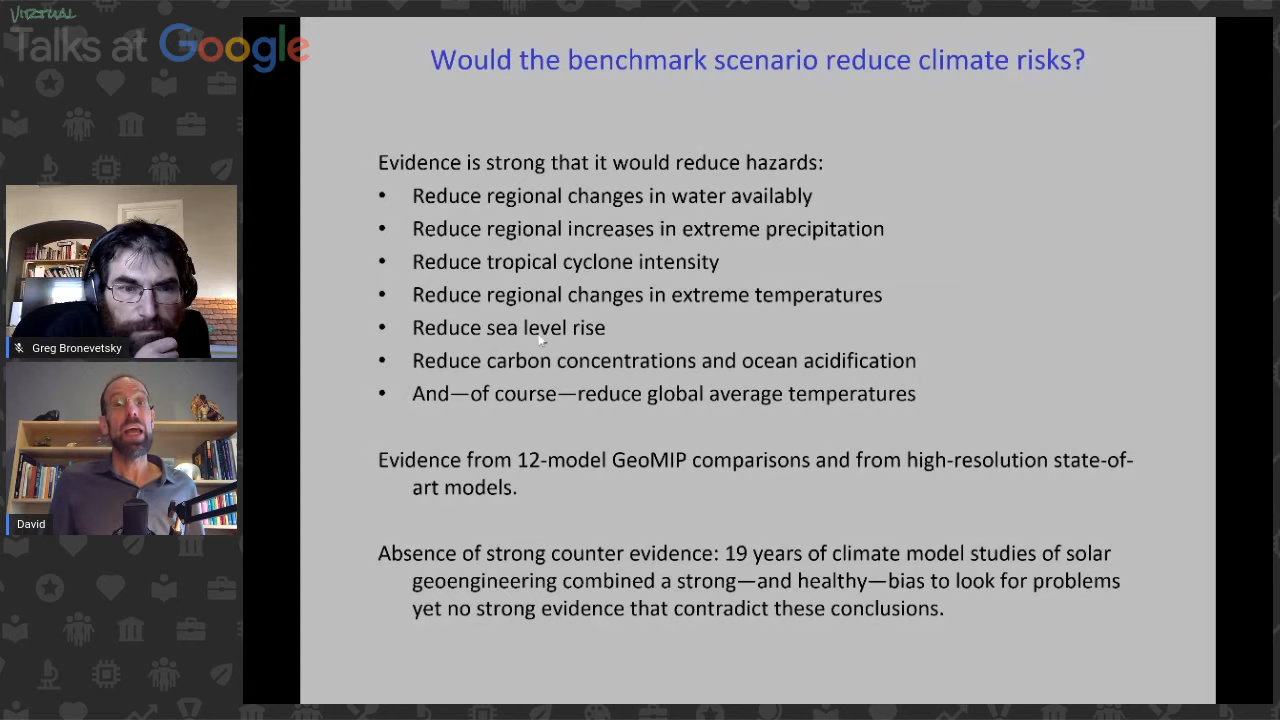 VIRTUAL
Talks at Google
Would the benchmark scenario reduce climate risks?
Evidence is strong that it would reduce hazards:
• Reduce regional changes in water availably
• Reduce regional increases in extreme precipitation
• Reduce tropical cyclone intensity
• Reduce regional changes in extreme temperatures
• Reduce sea level rise
• Reduce carbon concentrations and ocean acidification
• And—of course—reduce global average temperatures
Evidence from 12-model GeoMIP comparisons and from high-resolution state-of-
art models.
Absence of strong counter evidence: 19 years of climate model studies of solar
geoengineering combined a strong—and healthy—bias to look for problems
yet no strong evidence that contradict these conclusions.
Greg Bronevetsky
David